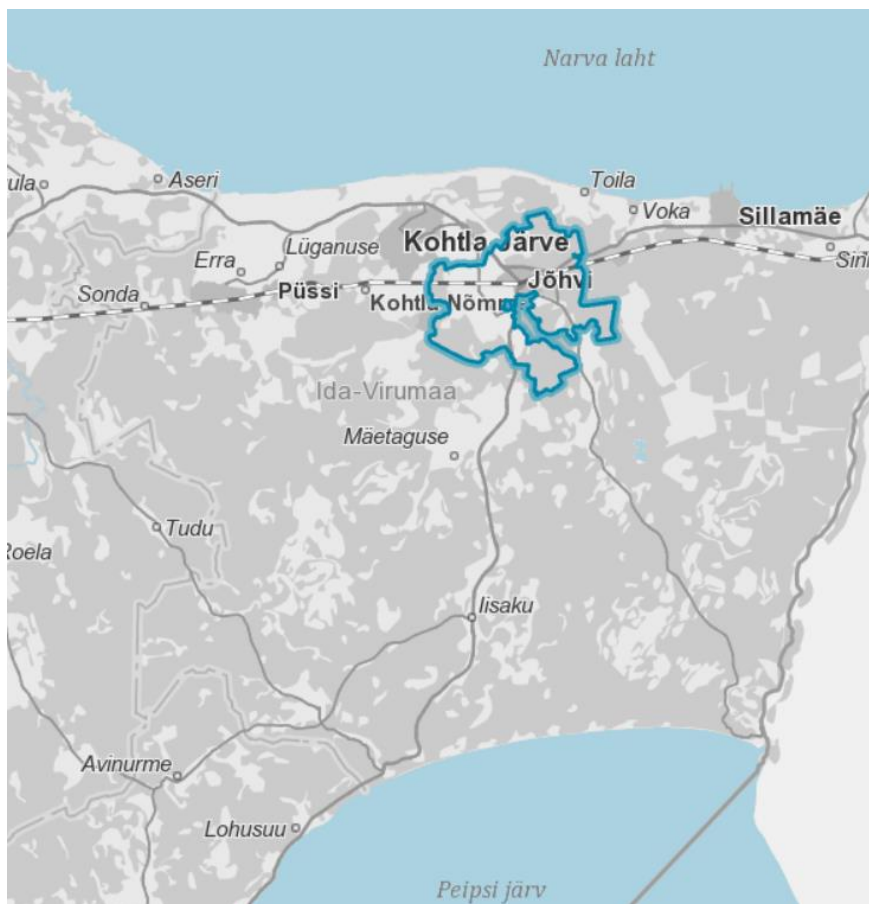 Narva laht
Aseri
Toila
Voka
Sillamäe
Kohtla-Järve
Lüganuse
Erra
Jõhvi
Püssi
Sonda
Ida-Virumaa
Mäetaguse
Tudu
Roela
Iisaku
Avinurme
Lohusuu
Peipsi järv